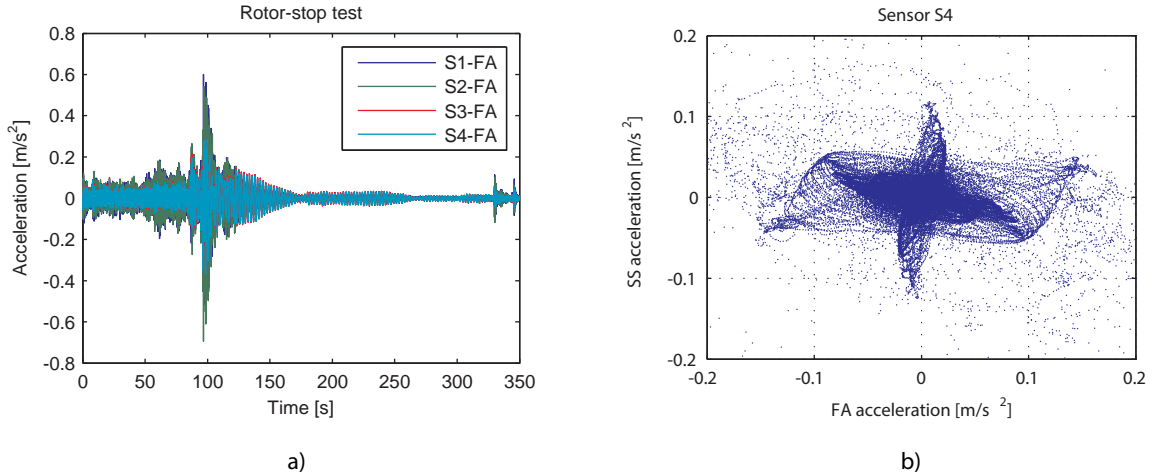 Rotor-stop test
0.8
0.6
0.4
0.2
0
-0.2
-0.4
-0.6
-0.8
Acceleration [m/s²]
S1-FA
S2-FA
S3-FA
S4-FA
0 50 100 150 200 250 300 350
Time [s]
a)
Sensor S4
0.2
0.1
0
-0.1
-0.2
SS acceleration [m/s ²]
-0.2 -0.1 0 0.1 0.2
FA acceleration [m/s ²]
b)